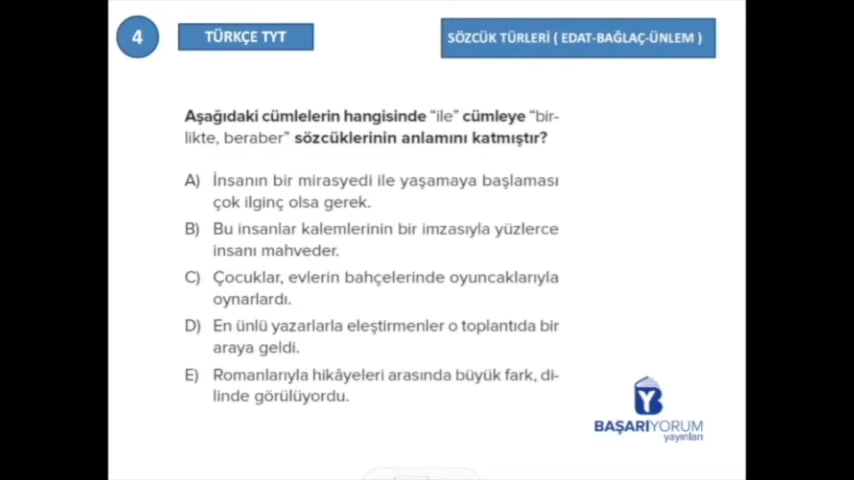 4
TÜRKÇE TYT
SÖZCÜK TÜRLERİ ( EDAT-BAĞLAÇ-ÜNLEM )
Aşağıdaki cümlelerin hangisinde “ile” cümleye “bir-
likte, beraber” sözcüklerinin anlamını katmıştır?
A) İnsanın bir mirasyedi ile yaşamaya başlaması
çok ilginç olsa gerek.
B) Bu insanlar kalemlerinin bir imzasıyla yüzlerce
insanı mahveder.
C) Çocuklar, evlerin bahçelerinde oyuncaklarıyla
oynarlardı.
D) En ünlü yazarlarla eleştirmenler o toplantıda bir
araya geldi.
E) Romanlarıyla hikâyeleri arasında büyük fark, di-
linde görülüyordu.
BAŞARIYORUM
yayınları